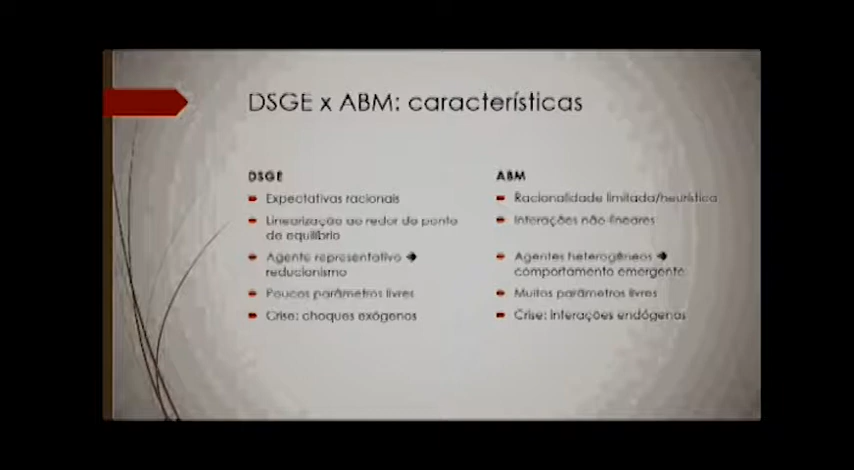 DSGE x ABM: características
DSGE
Expectativas racionais
Linearização ao redor do ponto
de equilíbrio
Agente representativo ➔
reducionismo
Poucos parâmetros livres
Crise: choques exógenos
ABM
Racionalidade limitada/heurística
Interações não-lineares
Agentes heterogêneos ➔
comportamento emergente
Muitos parâmetros livres
Crise: interações endógenas